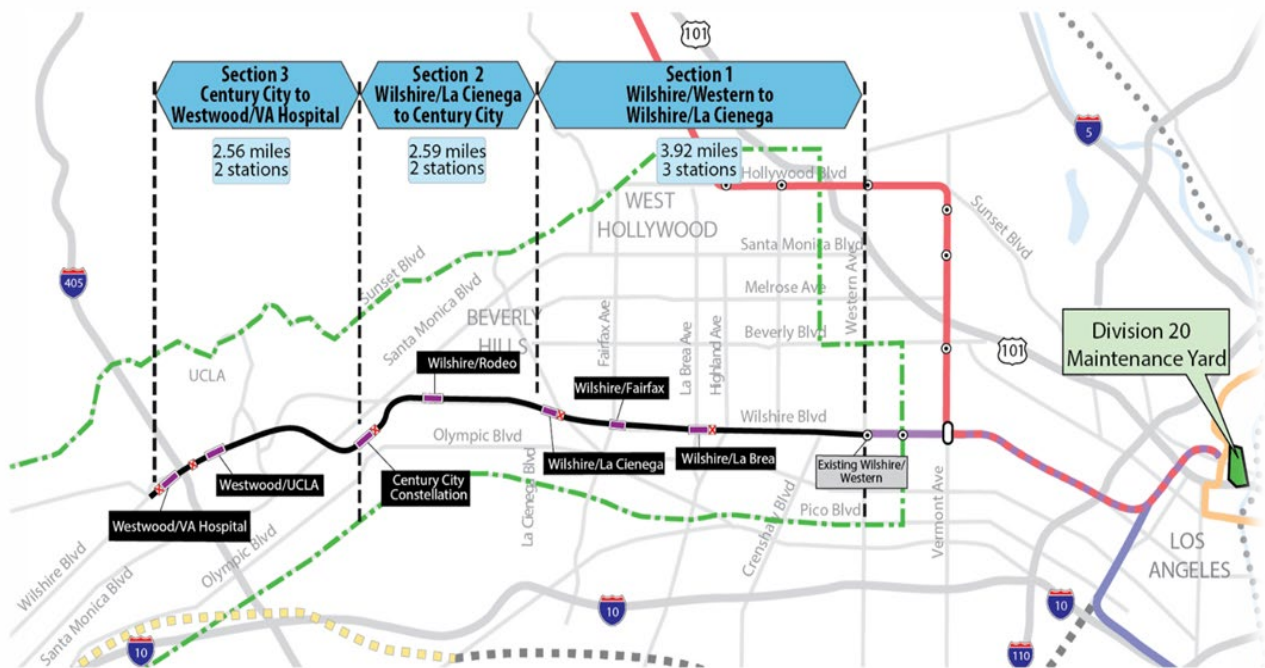 101
Section 3
Century City to
Westwood/VA Hospital
2.56 miles
2 stations
Section 2
Wilshire/La Cienega
to Century City
2.59 miles
2 stations
Section 1
Wilshire/Western to
Wilshire/La Cienega
3.92 miles
3 stations
5
Hollywood Blvd
WEST
HOLLYWOOD
Sunset Blvd
Santa Monica Blvd
Western Ave
Sunset Blvd
405
Melrose Ave
Santa Monica Blvd
BEVERLY
HILLS
Fairfax Ave
La Brea Ave
Highland Ave
Beverly Blvd
101
Division 20
Maintenance Yard
UCLA
Wilshire/Rodeo
Wilshire/Fairfax
Wilshire Blvd
Olympic Blvd
Wilshire/La Cienega
Wilshire/La Brea
Existing Wilshire/
Western
Westwood/UCLA
Century City
Constellation
Westwood/VA Hospital
La Cienega Blvd
Crenshaw Blvd
Pico Blvd
Vermont Ave
LOS
ANGELES
Wilshire Blvd
Santa Monica Blvd
Olympic Blvd
10
10
10
110